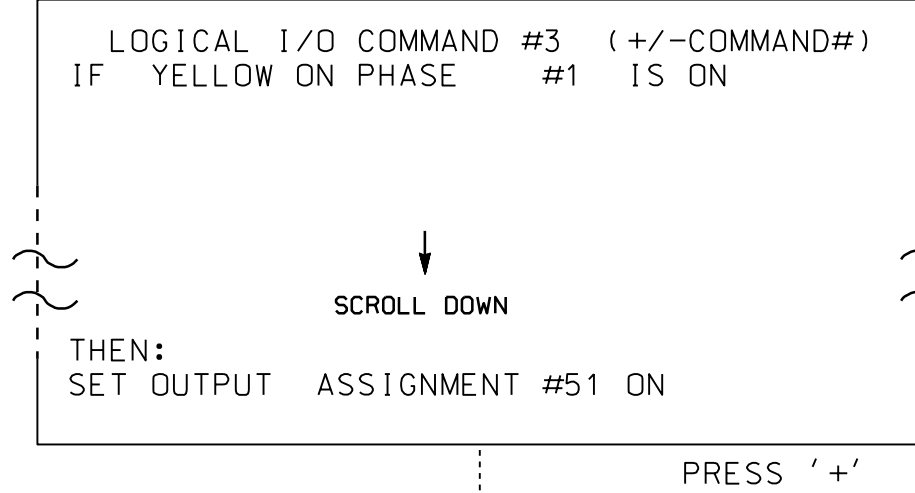 LOGICAL I/O COMMAND #3 (+/-COMMAND#)
IF YELLOW ON PHASE #1 IS ON
SCROLL DOWN
THEN:
SET OUTPUT ASSIGNMENT #51 ON
PRESS '+'